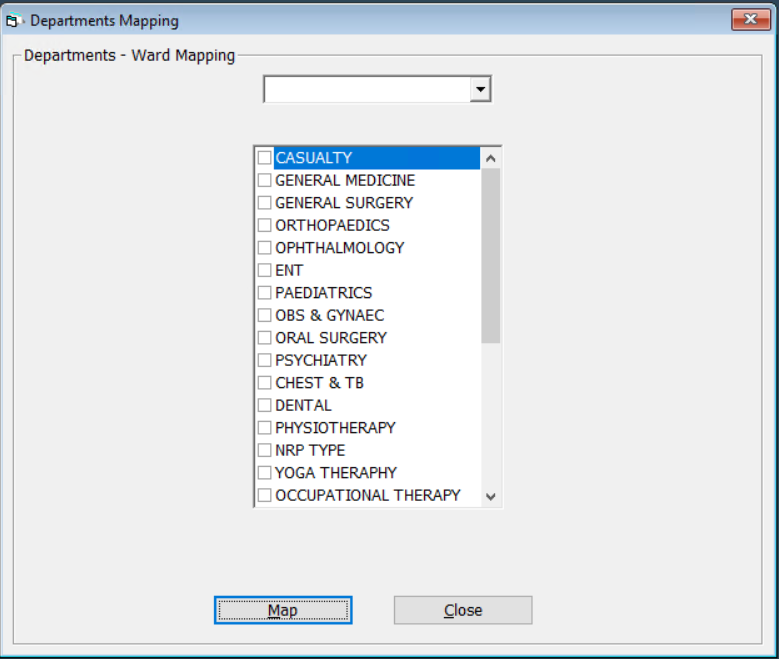 Departments Mapping
Departments - Ward Mapping
CASUALTY
GENERAL MEDICINE
GENERAL SURGERY
ORTHOPAEDICS
OPHTHALMOLOGY
ENT
PAEDIATRICS
OBS & GYNAEC
ORAL SURGERY
PSYCHIATRY
CHEST & TB
DENTAL
PHYSIOTHERAPY
NRP TYPE
YOGA THERAPHY
OCCUPATIONAL THERAPY
Map
Close